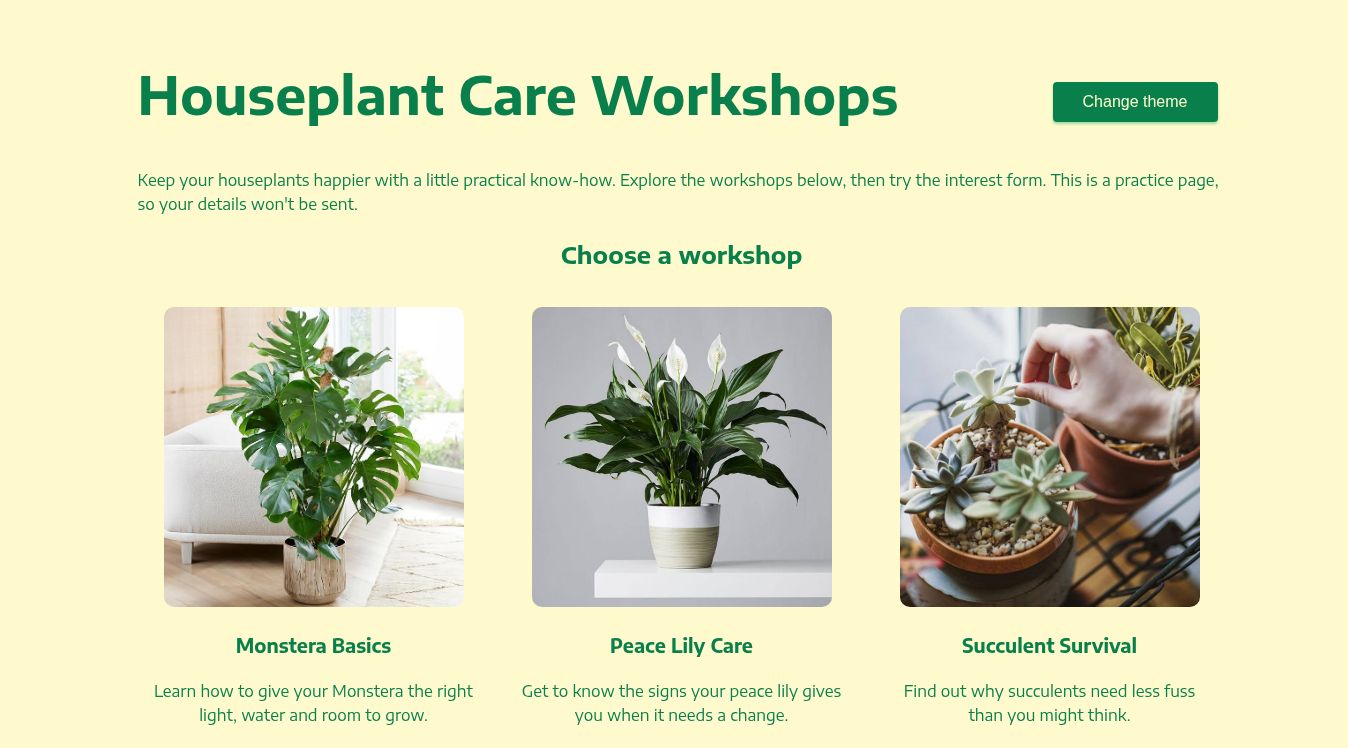 Houseplant Care Workshops
Change theme
Keep your houseplants happier with a little practical know-how. Explore the workshops below, then try the interest form. This is a practice page,
so your details won't be sent.
Choose a workshop
Monstera Basics
Learn how to give your Monstera the right
light, water and room to grow.
Peace Lily Care
Get to know the signs your peace lily gives
you when it needs a change.
Succulent Survival
Find out why succulents need less fuss
than you might think.